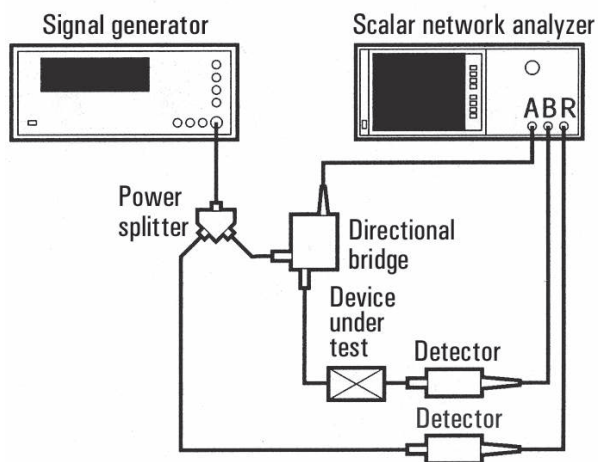 Signal generator
Scalar network analyzer
A B R
Power
splitter
Directional
bridge
Device
under
test
Detector
Detector